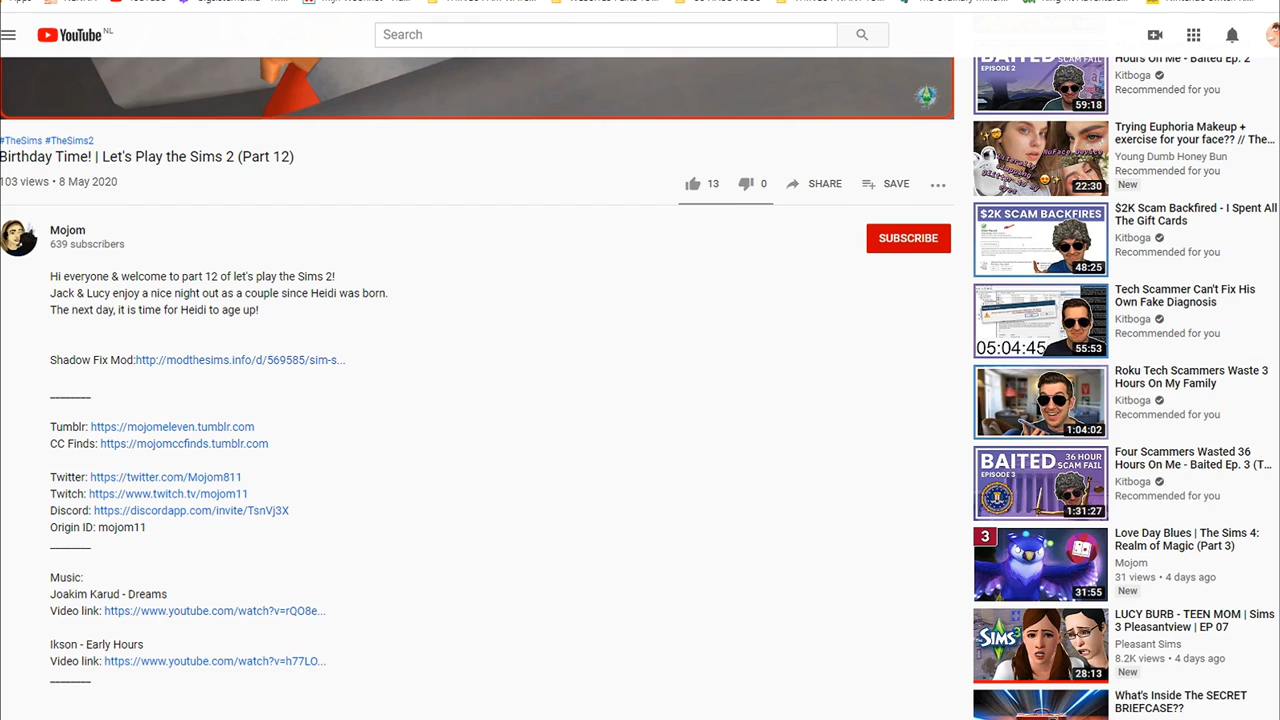 YouTube NL
Search
#TheSims #TheSims2
Birthday Time! | Let's Play the Sims 2 (Part 12)
103 views • 8 May 2020
13
0
SHARE
SAVE
Mojom
639 subscribers
SUBSCRIBE
Hi everyone & welcome to part 12 of let's play the sims 2!
Jack & Lucy enjoy a nice night out as a couple since Heidi was born
The next day, it is time for Heidi to age up!
Shadow Fix Mod:http://modthesims.info/d/569585/sim-s...
Tumblr: https://mojomeleven.tumblr.com
CC Finds: https://mojomccfinds.tumblr.com
Twitter: https://twitter.com/Mojom811
Twitch: https://www.twitch.tv/mojom11
Discord: https://discordapp.com/invite/TsnVj3X
Origin ID: mojom11
Music:
Joakim Karud - Dreams
Video link: https://www.youtube.com/watch?v=rQO8e...
Ikson - Early Hours
Video link: https://www.youtube.com/watch?v=h77LO...
BAITED SCAM FAIL
EPISODE 2
59:18
Hours On Me - Baited Ep. 2
Kitboga
Recommended for you
22:30
Trying Euphoria Makeup +
exercise for your face?? // The...
Young Dumb Honey Bun
Recommended for you
New
$2K SCAM BACKFIRES
48:25
$2K Scam Backfired - I Spent All
The Gift Cards
Kitboga
Recommended for you
05:04:45
55:53
Tech Scammer Can't Fix His
Own Fake Diagnosis
Kitboga
Recommended for you
1:04:02
Roku Tech Scammers Waste 3
Hours On My Family
Kitboga
Recommended for you
BAITED 36 HOUR
SCAM FAIL
EPISODE 3
1:31:27
Four Scammers Wasted 36
Hours On Me - Baited Ep. 3 (T...
Kitboga
Recommended for you
3
31:55
Love Day Blues | The Sims 4:
Realm of Magic (Part 3)
Mojom
31 views • 4 days ago
New
THE SIMS 3
28:13
LUCY BURB - TEEN MOM | Sims
3 Pleasantview | EP 07
Pleasant Sims
8.2K views • 4 days ago
New
What's Inside The SECRET
BRIEFCASE??